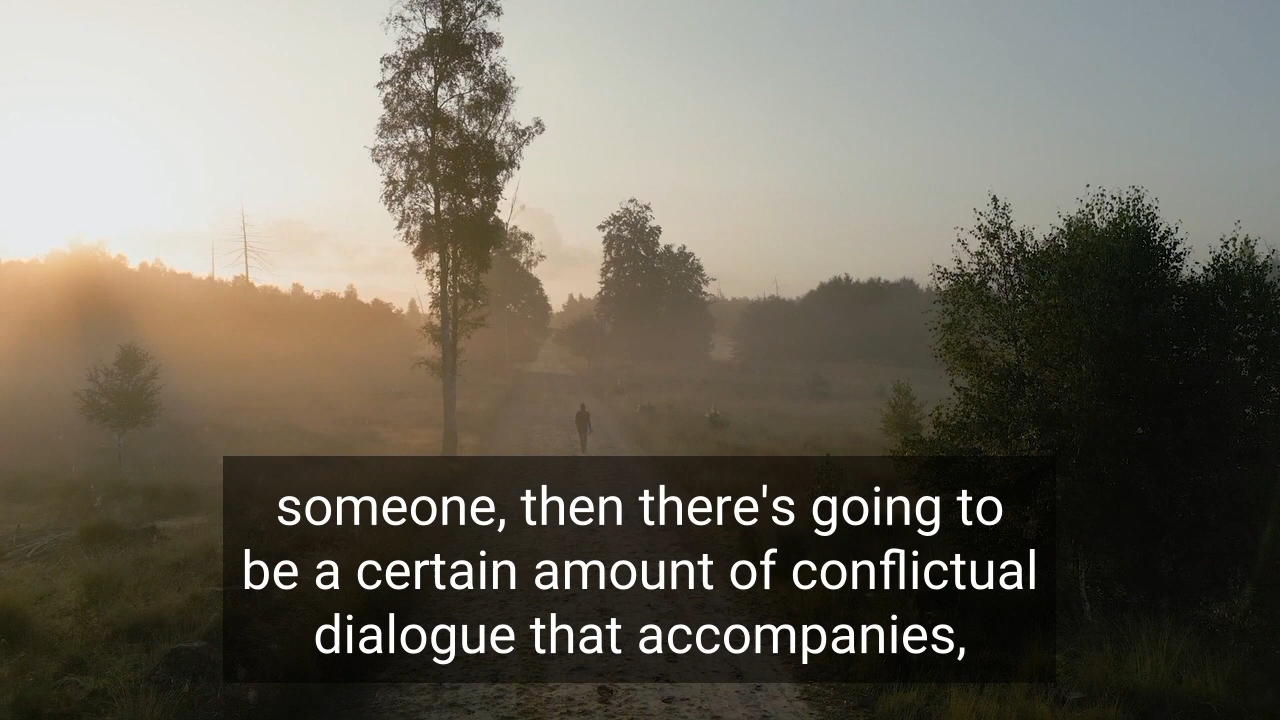 someone, then there's going to
be a certain amount of conflictual
dialogue that accompanies,